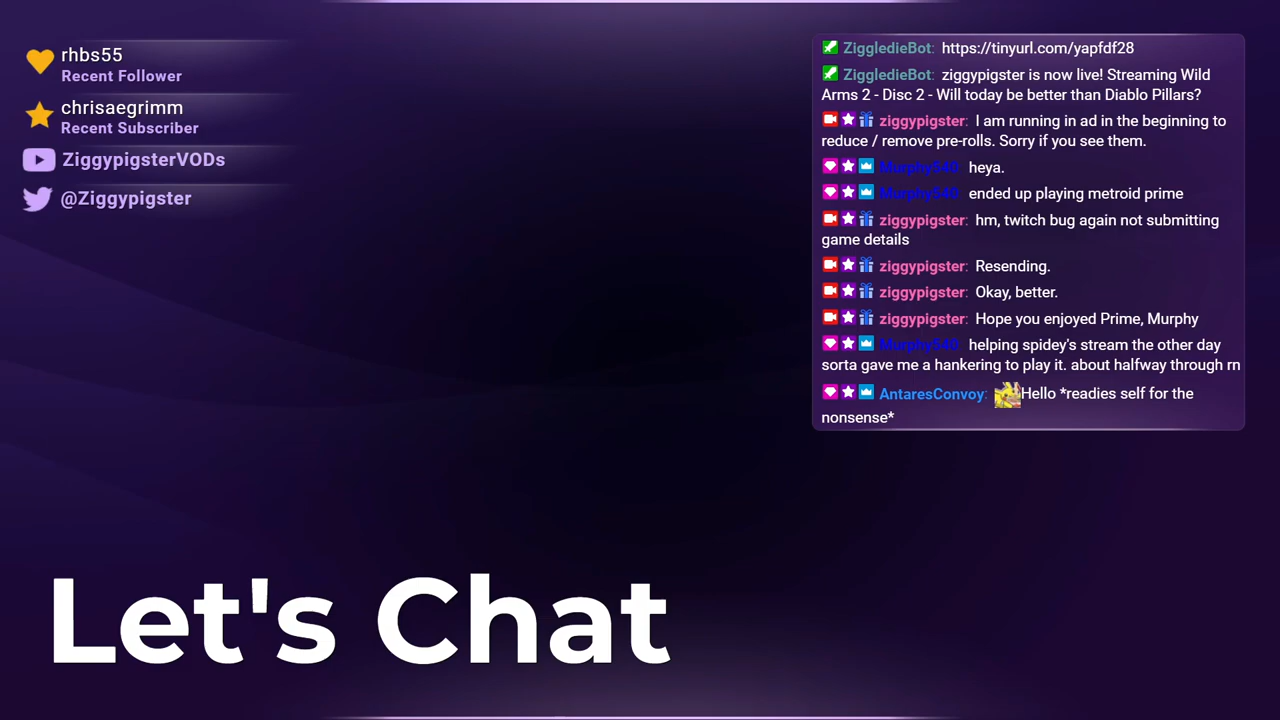 rhbs55
Recent Follower
chrisaegrimm
Recent Subscriber
ZiggypigsterVODs
@Ziggypigster
ZiggledieBot: https://tinyurl.com/yapfdf28
ZiggledieBot: ziggypigster is now live! Streaming Wild
Arms 2 - Disc 2 - Will today be better than Diablo Pillars?
ziggypigster: I am running in ad in the beginning to
reduce / remove pre-rolls. Sorry if you see them.
Murphy540 heya.
Murphy540 ended up playing metroid prime
ziggypigster: hm, twitch bug again not submitting
game details
ziggypigster: Resending.
ziggypigster: Okay, better.
ziggypigster: Hope you enjoyed Prime, Murphy
Murphy540 helping spidey's stream the other day
sorta gave me a hankering to play it. about halfway through rn
AntaresConvoy: Hello *readies self for the
nonsense*
Let's Chat